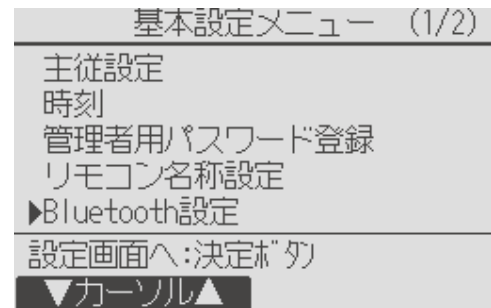 基本設定メニュー (1/2)
主従設定
時刻
管理者用パスワード登録
リモコン名称設定
▶Bluetooth設定
設定画面へ:決定ボタン
▼カーソル▲